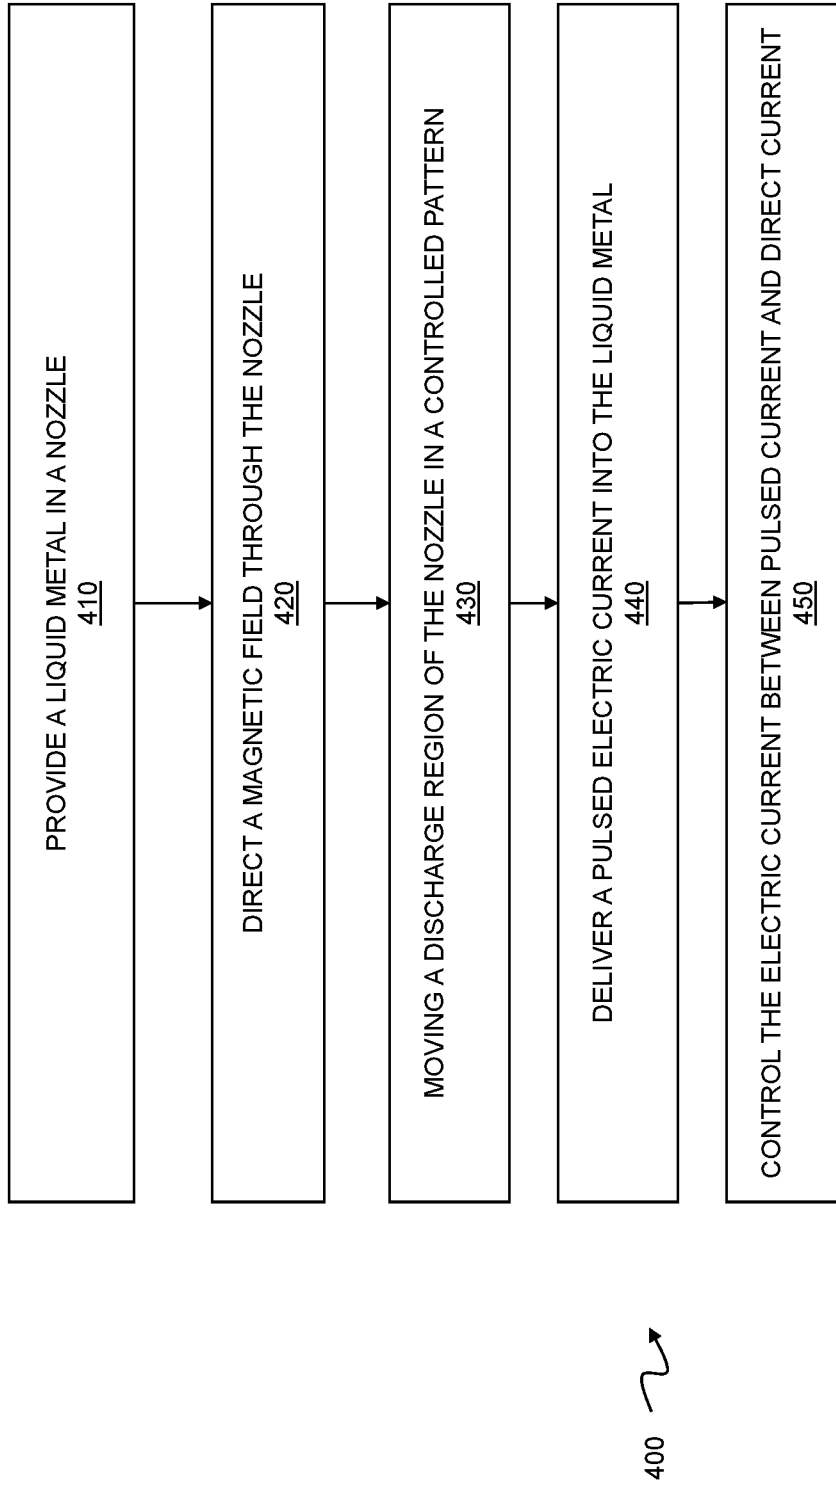 PROVIDE A LIQUID METAL IN A NOZZLE
410
DIRECT A MAGNETIC FIELD THROUGH THE NOZZLE
420
MOVING A DISCHARGE REGION OF THE NOZZLE IN A CONTROLLED PATTERN
430
DELIVER A PULSED ELECTRIC CURRENT INTO THE LIQUID METAL
440
CONTROL THE ELECTRIC CURRENT BETWEEN PULSED CURRENT AND DIRECT CURRENT
450
400